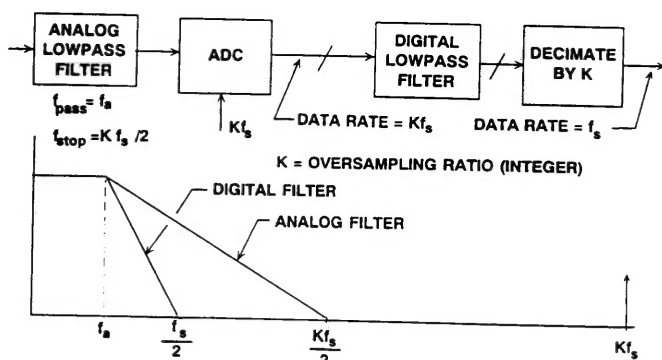 ANALOG
LOWPASS
FILTER
ADC
DIGITAL
LOWPASS
FILTER
DECIMATE
BY K
fpass = fa
fstop = K fs /2
Kfs
DATA RATE = Kfs
DATA RATE = fs
K = OVERSAMPLING RATIO (INTEGER)
DIGITAL FILTER
ANALOG FILTER
fa
fs
2
Kfs
2
Kfs